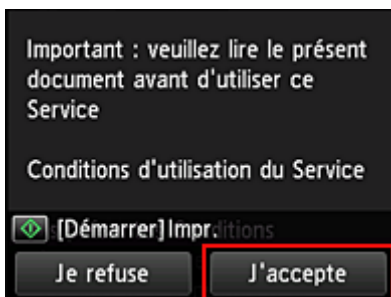 Important : veuillez lire le présent
document avant d'utiliser ce
Service
Conditions d'utilisation du Service
[Démarrer] Impr.
Je refuse
J'accepte